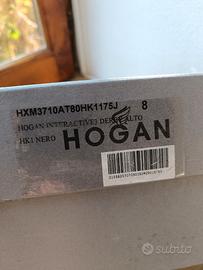 HXM3710AT80HK1175J 8
HOGAN INTERACTIVE3 DERBY ALTO
HK1 NERO
HOGAN
subito